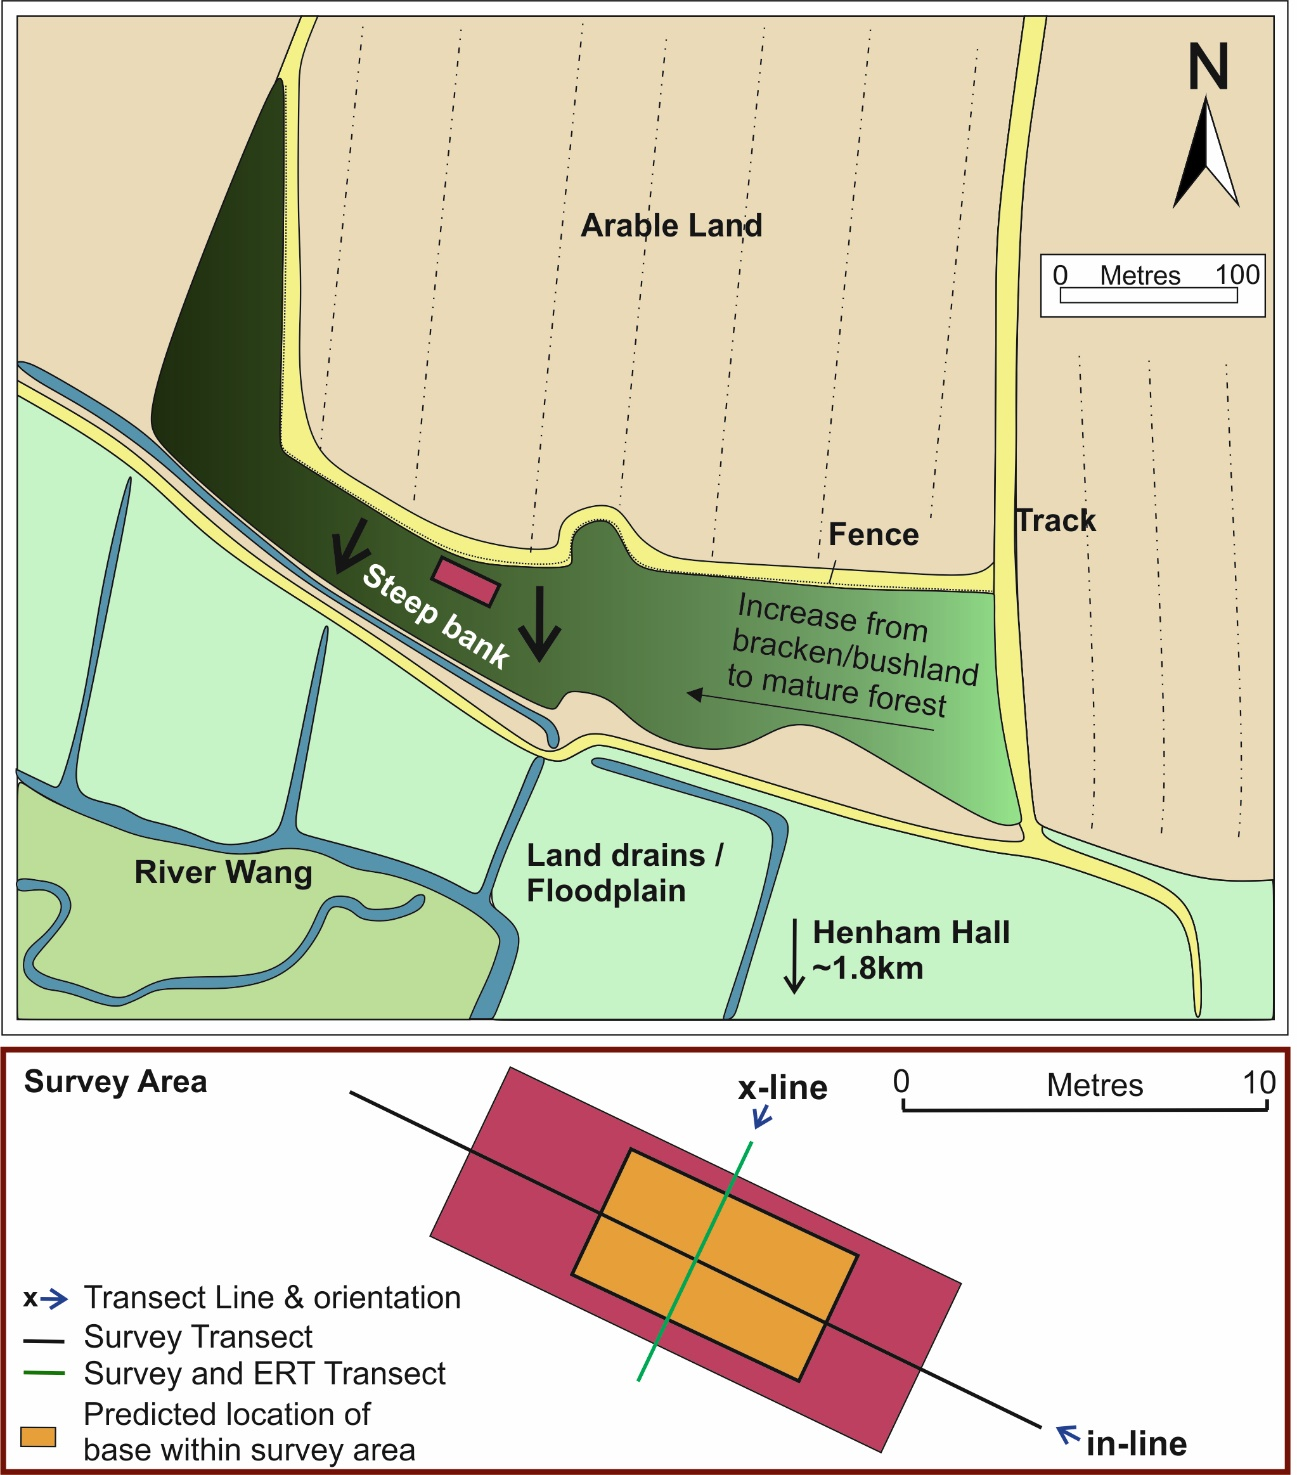 N
Arable Land
0 Metres 100
Fence
Track
Steep bank
Increase from
bracken/bushland
to mature forest
River Wang
Land drains /
Floodplain
Henham Hall
~1.8km
Survey Area
x-line
0 Metres 10
x Transect Line & orientation
Survey Transect
Survey and ERT Transect
Predicted location of
base within survey area
in-line